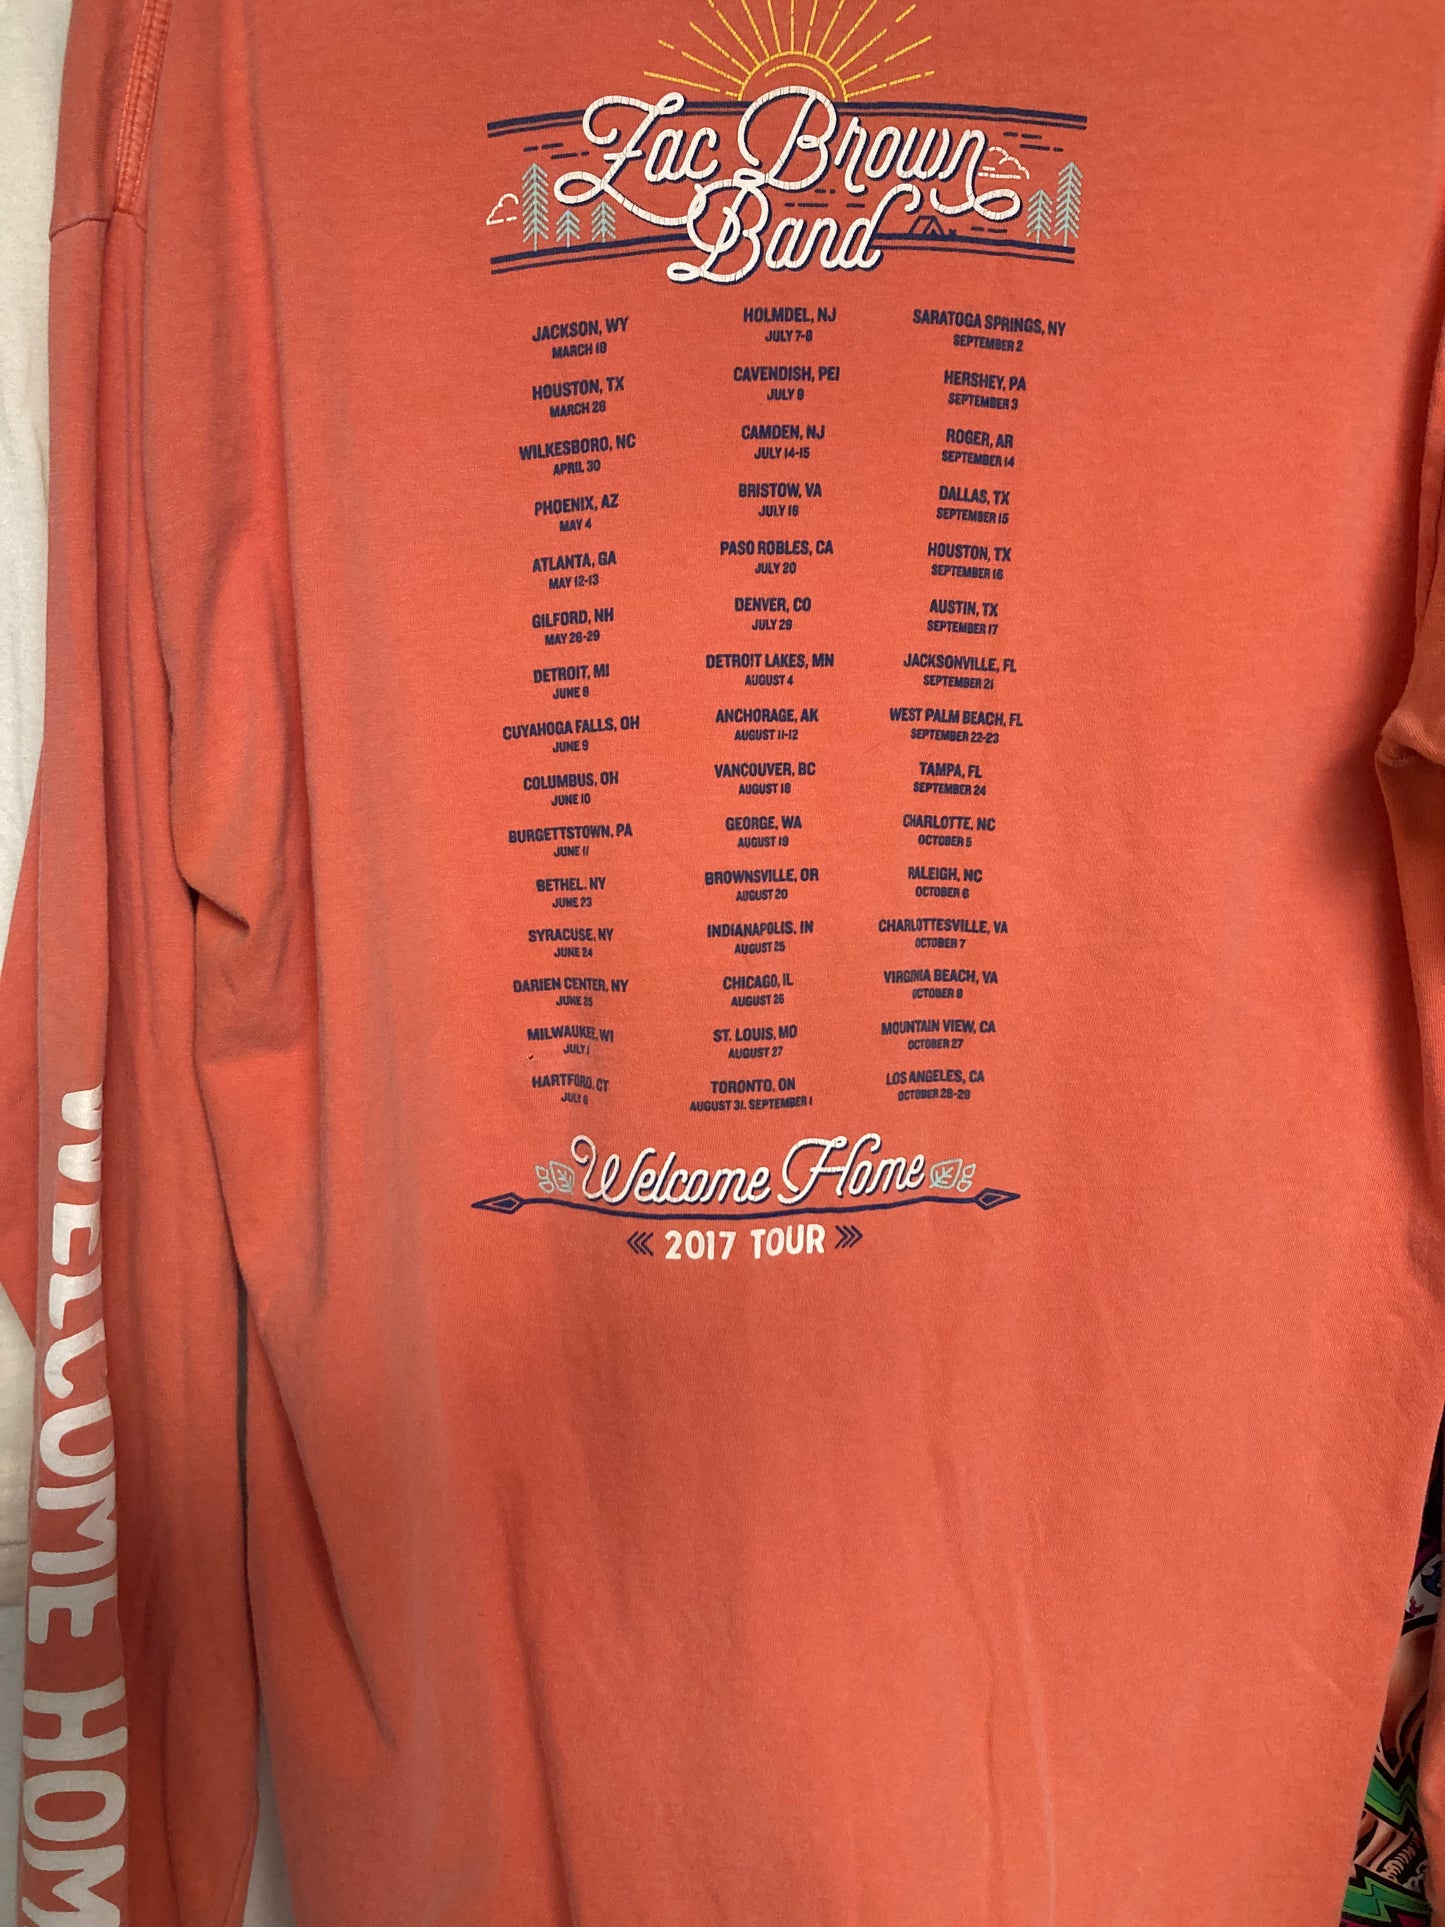 Zac Brown
Band
JACKSON, WY
MARCH 18
HOUSTON, TX
MARCH 26
WILKESBORO, NC
APRIL 30
PHOENIX, AZ
MAY 4
ATLANTA, GA
MAY 12-13
GILFORD, NH
MAY 26-29
DETROIT, MI
JUNE 8
CUYAHOGA FALLS, OH
JUNE 9
COLUMBUS, OH
JUNE 10
BURGETTSTOWN, PA
JUNE 11
BETHEL, NY
JUNE 23
SYRACUSE, NY
JUNE 24
DARIEN CENTER, NY
JUNE 25
MILWAUKEE, WI
JULY 1
HARTFORD, CT
JULY 6
HOLMDEL, NJ
JULY 7-8
CAVENDISH, PEI
JULY 9
CAMDEN, NJ
JULY 14-15
BRISTOW, VA
JULY 16
PASO ROBLES, CA
JULY 20
DENVER, CO
JULY 29
DETROIT LAKES, MN
AUGUST 4
ANCHORAGE, AK
AUGUST 11-12
VANCOUVER, BC
AUGUST 18
GEORGE, WA
AUGUST 19
BROWNSVILLE, OR
AUGUST 20
INDIANAPOLIS, IN
AUGUST 25
CHICAGO, IL
AUGUST 26
ST. LOUIS, MO
AUGUST 27
TORONTO, ON
AUGUST 31, SEPTEMBER 1
SARATOGA SPRINGS, NY
SEPTEMBER 2
HERSHEY, PA
SEPTEMBER 3
ROGER, AR
SEPTEMBER 14
DALLAS, TX
SEPTEMBER 15
HOUSTON, TX
SEPTEMBER 16
AUSTIN, TX
SEPTEMBER 17
JACKSONVILLE, FL
SEPTEMBER 21
WEST PALM BEACH, FL
SEPTEMBER 22-23
TAMPA, FL
SEPTEMBER 24
CHARLOTTE, NC
OCTOBER 5
RALEIGH, NC
OCTOBER 6
CHARLOTTESVILLE, VA
OCTOBER 7
VIRGINIA BEACH, VA
OCTOBER 8
MOUNTAIN VIEW, CA
OCTOBER 27
LOS ANGELES, CA
OCTOBER 28-29
Welcome Home
2017 TOUR
WELCOME HOM